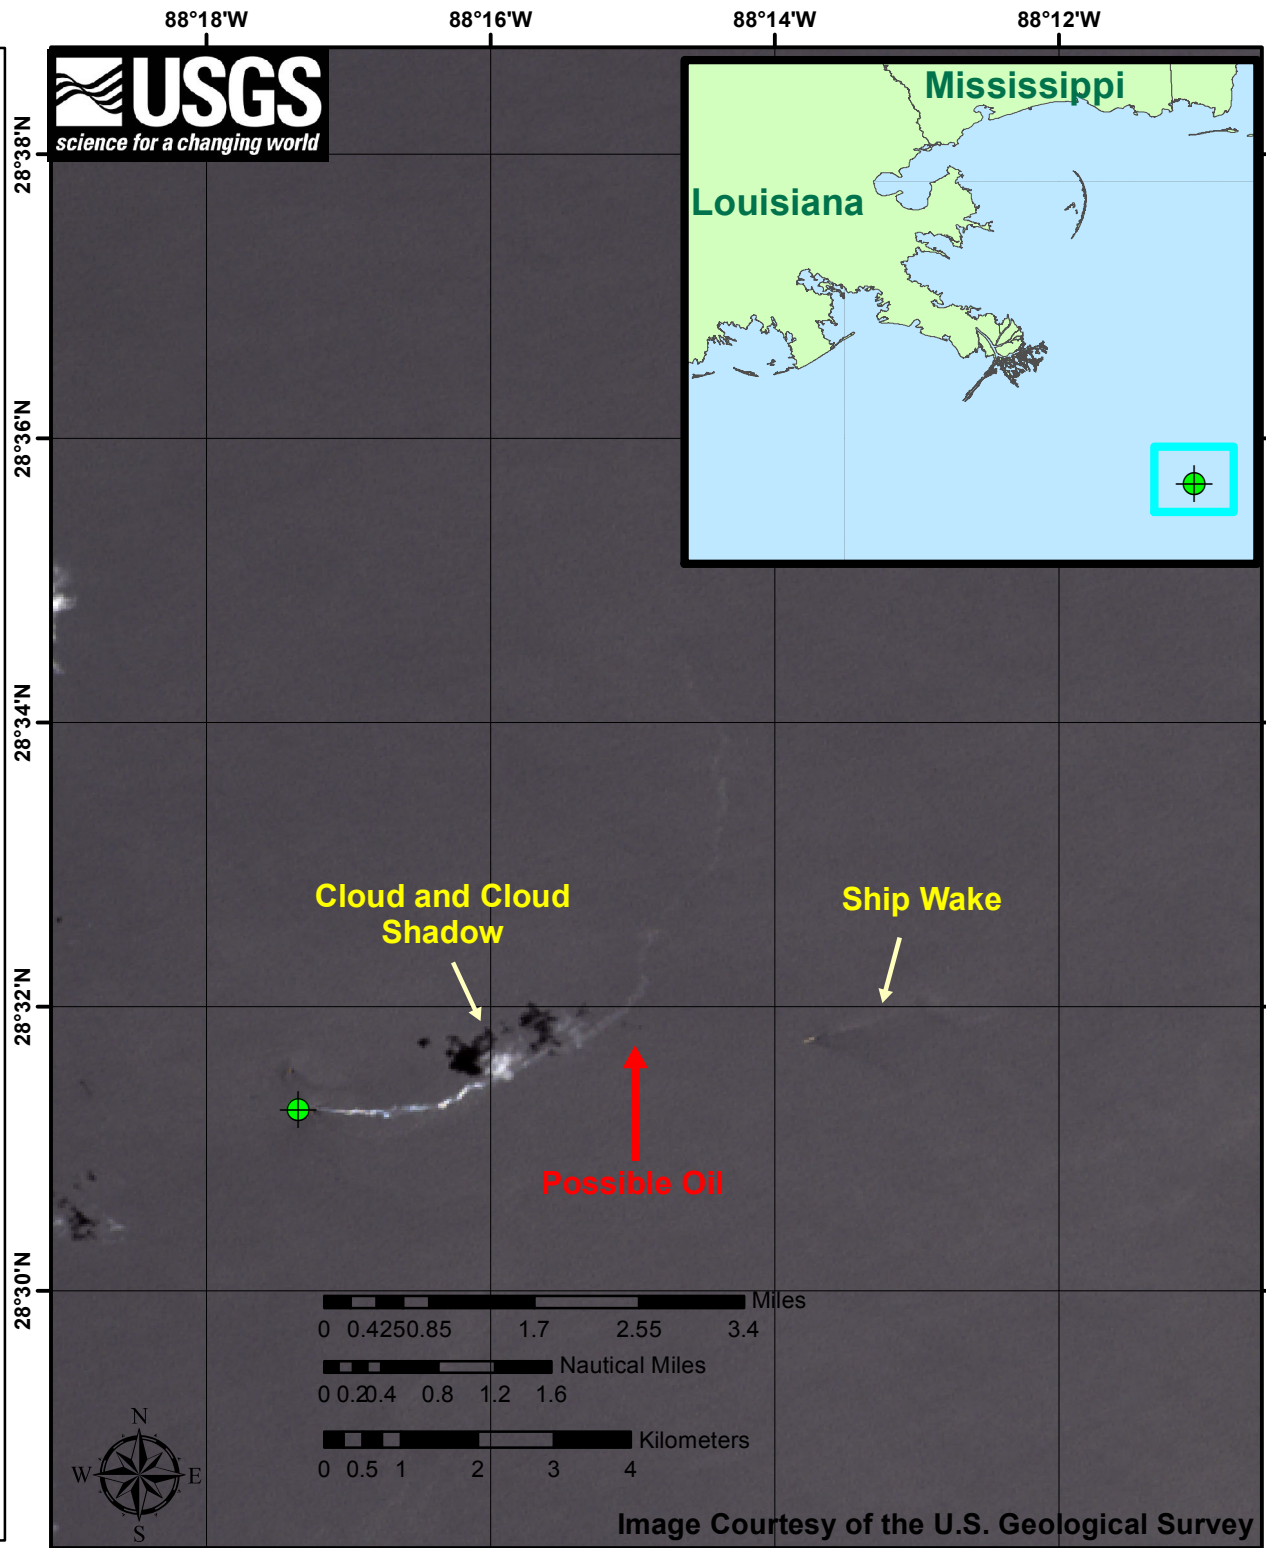 88°18'W 88°16'W 88°14'W 88°12'W
USGS
science for a changing world
Mississippi
28°38'N
Louisiana
28°36'N
28°34'N
Cloud and Cloud
Shadow
Ship Wake
28°32'N
Possible Oil
28°30'N
Miles
0 0.425 0.85 1.7 2.55 3.4
Nautical Miles
0 0.2 0.4 0.8 1.2 1.6
Kilometers
0 0.5 1 2 3 4
N
W E
S
Image Courtesy of the U.S. Geological Survey